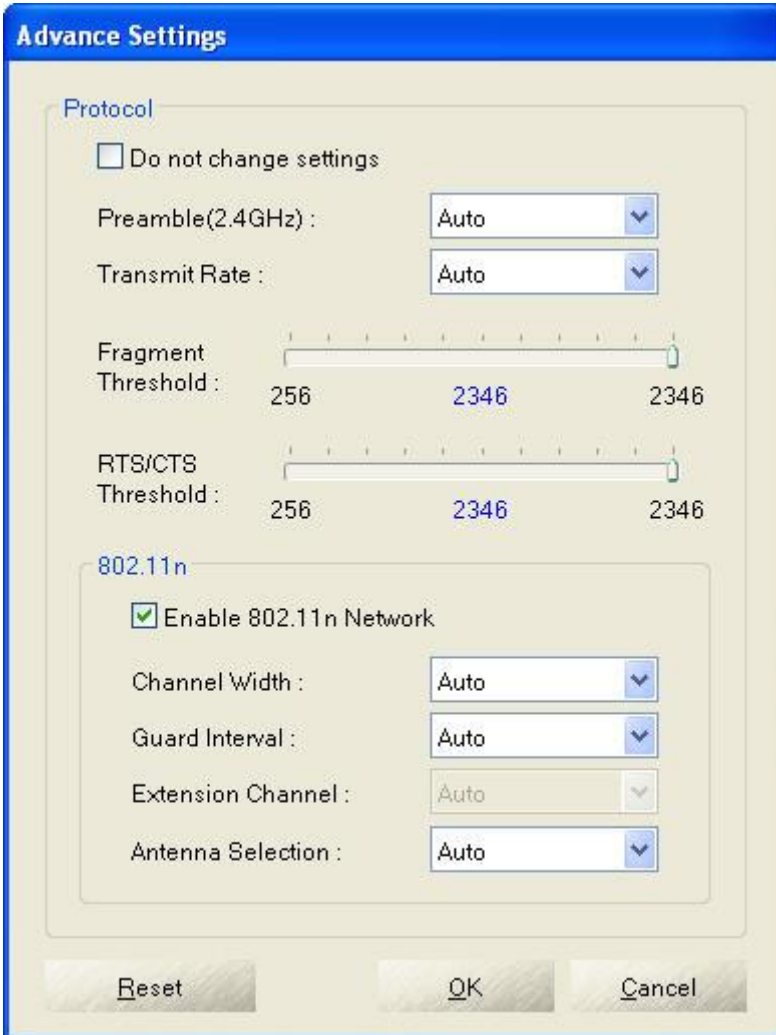 Advance Settings
Protocol
Do not change settings
Preamble(2.4GHz) : Auto
Transmit Rate : Auto
Fragment
Threshold :
256 2346 2346
RTS/CTS
Threshold :
256 2346 2346
802.11n
Enable 802.11n Network
Channel Width : Auto
Guard Interval : Auto
Extension Channel : Auto
Antenna Selection : Auto
Reset OK Cancel